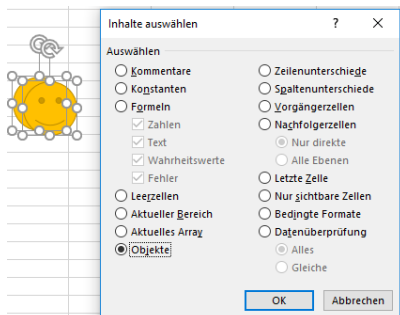 Inhalte auswählen
Auswählen
Kommentare
Konstanten
Formeln
Zahlen
Text
Wahrheitswerte
Fehler
Leerzellen
Aktueller Bereich
Aktuelles Array
Objekte
Zeilenunterschiede
Spaltenunterschiede
Vorgängerzellen
Nachfolgerzellen
Nur direkte
Alle Ebenen
Letzte Zelle
Nur sichtbare Zellen
Bedingte Formate
Datenüberprüfung
Alles
Gleiche
OK Abbrechen